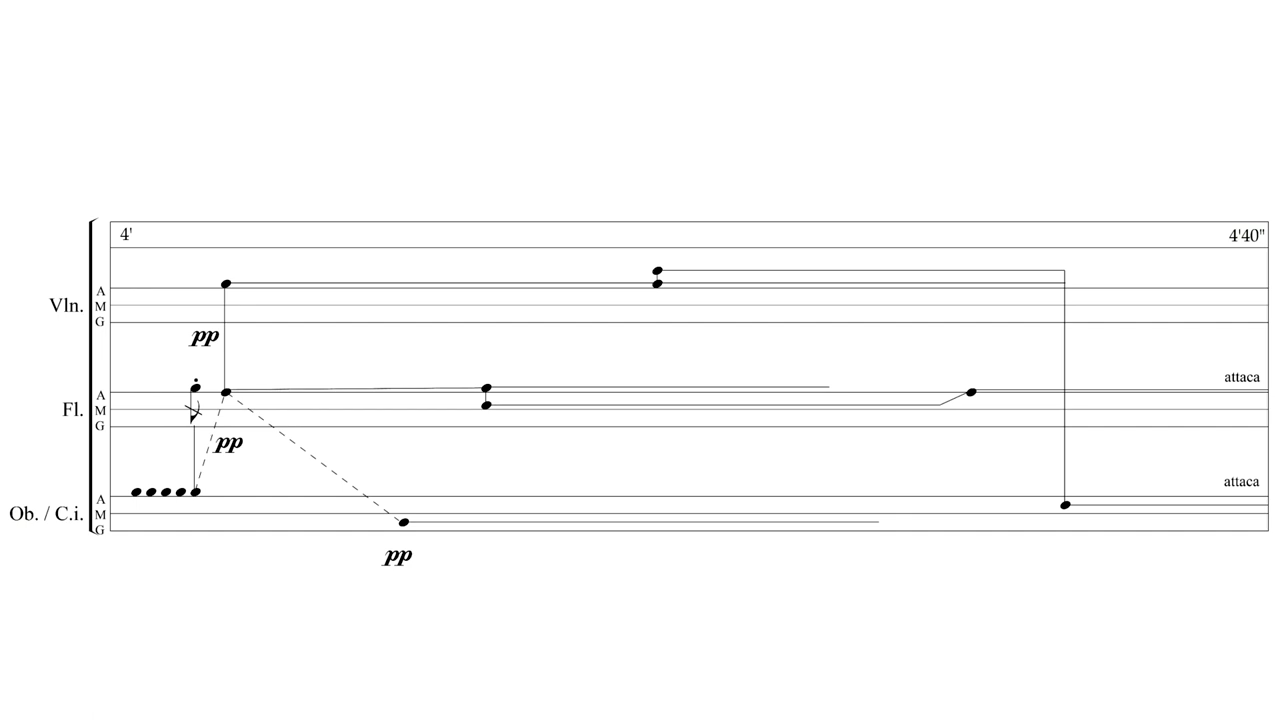 4' 4'40"
A
Vln. M
G
pp
attaca
A
Fl. M
G
pp
attaca
A
Ob. / C.i. M
G
pp